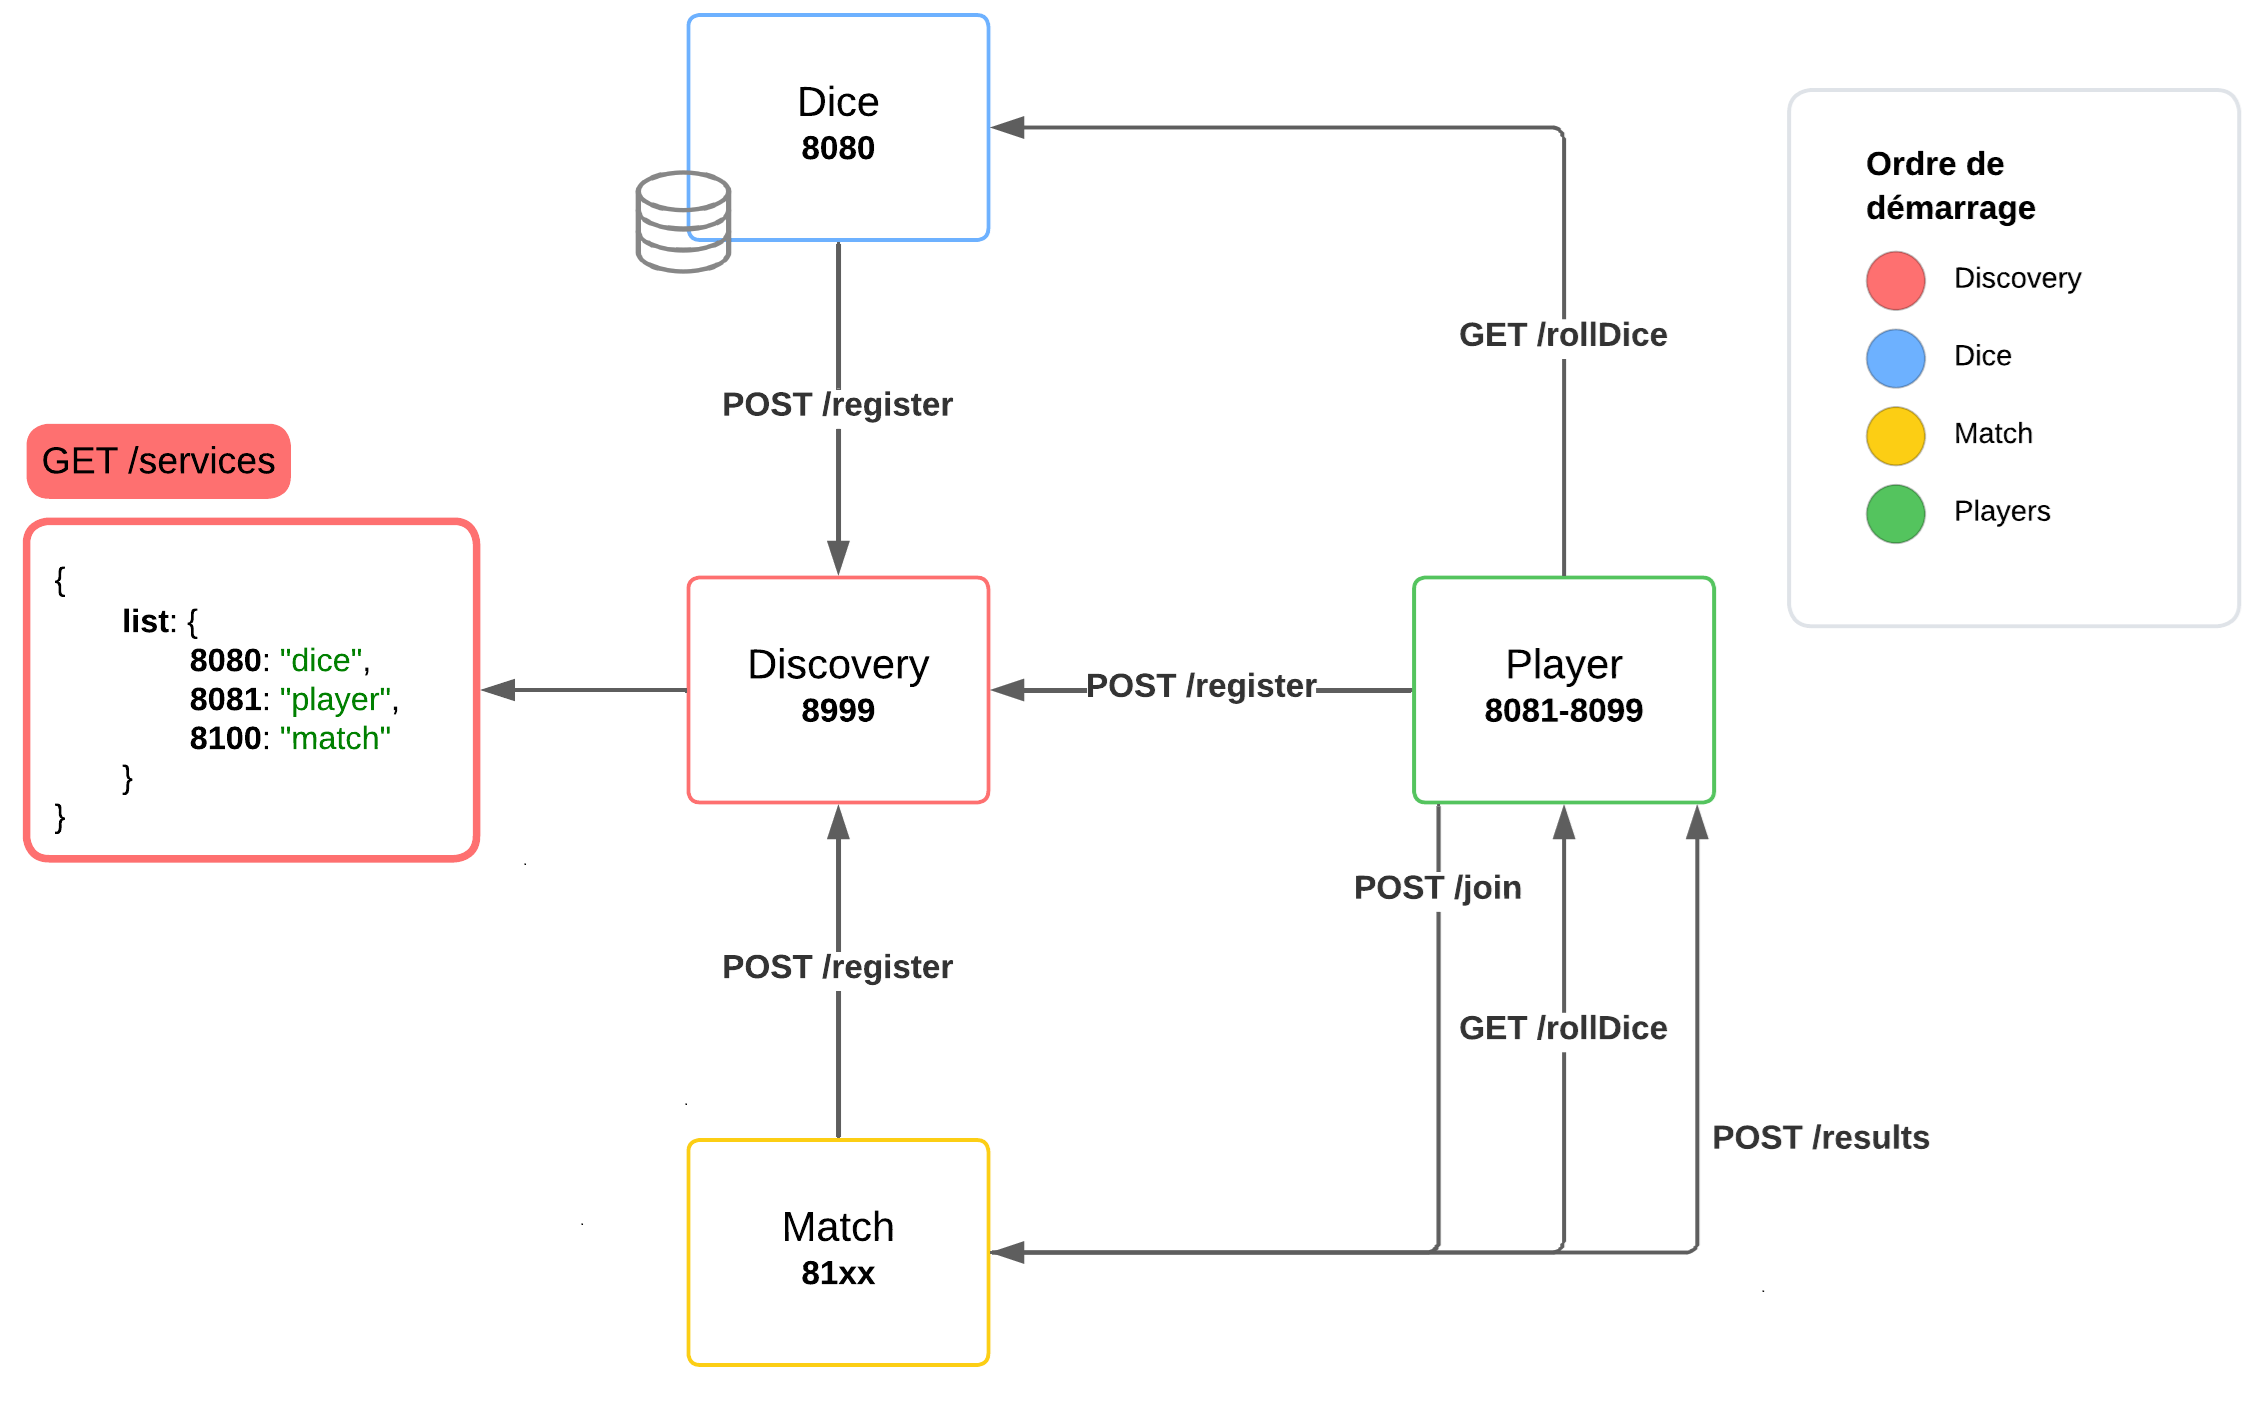 Dice
8080
Ordre de
démarrage
Discovery
Dice
Match
Players
GET /rollDice
POST /register
GET /services
{
list: {
8080: "dice",
8081: "player",
8100: "match"
}
}
Discovery
8999
POST /register
Player
8081-8099
POST /join
POST /register
GET /rollDice
POST /results
Match
81xx